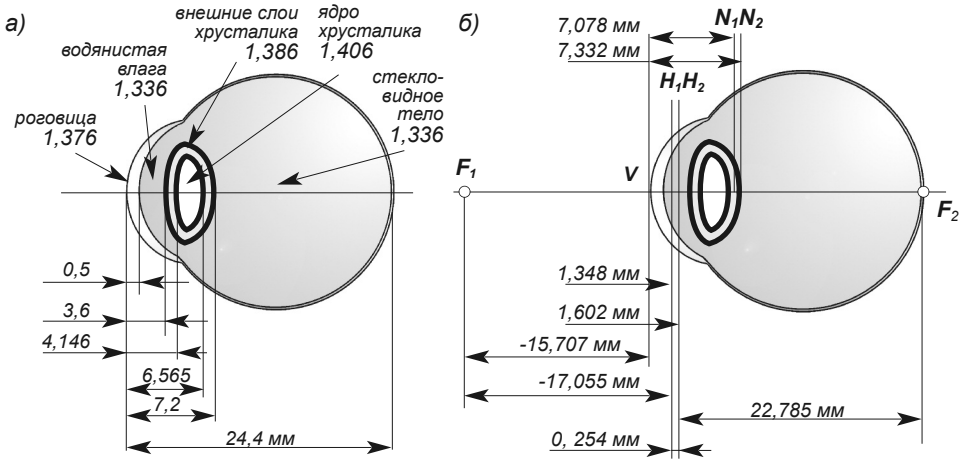 а)
внешние слои
хрусталика
1,386
ядро
хрусталика
1,406
водянистая
влага
1,336
стекло-
видное
тело
1,336
роговица
1,376
0,5
3,6
4,146
6,565
7,2
24,4 мм
б)
7,078 мм
N1N2
7,332 мм
H1H2
F1
V
F2
1,348 мм
1,602 мм
-15,707 мм
-17,055 мм
22,785 мм
0, 254 мм